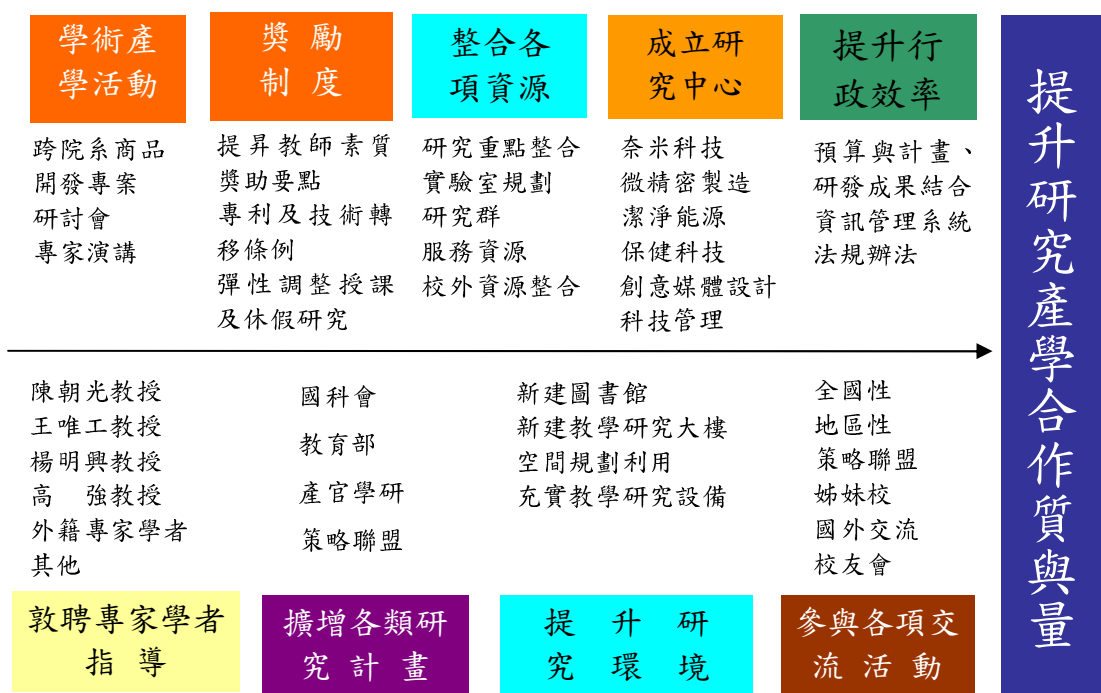 學術產
學活動
跨院系商品
開發專案
研討會
專家演講
獎勵
制度
提昇教師素質
獎助要點
專利及技術轉
移條例
彈性調整授課
及休假研究
整合各
項資源
研究重點整合
實驗室規劃
研究群
服務資源
校外資源整合
成立研
究中心
奈米科技
微精密製造
潔淨能源
保健科技
創意媒體設計
科技管理
提升行
政效率
預算與計畫、
研發成果結合
資訊管理系統
法規辦法
陳朝光教授
王唯工教授
楊明興教授
高 強教授
外籍專家學者
其他
敦聘專家學者
指導
國科會
教育部
產官學研
策略聯盟
擴增各類研
究計畫
新建圖書館
新建教學研究大樓
空間規劃利用
充實教學研究設備
提升研
究環境
全國性
地區性
策略聯盟
姊妹校
國外交流
校友會
參與各項交
流活動
提升研究產學合作質與量